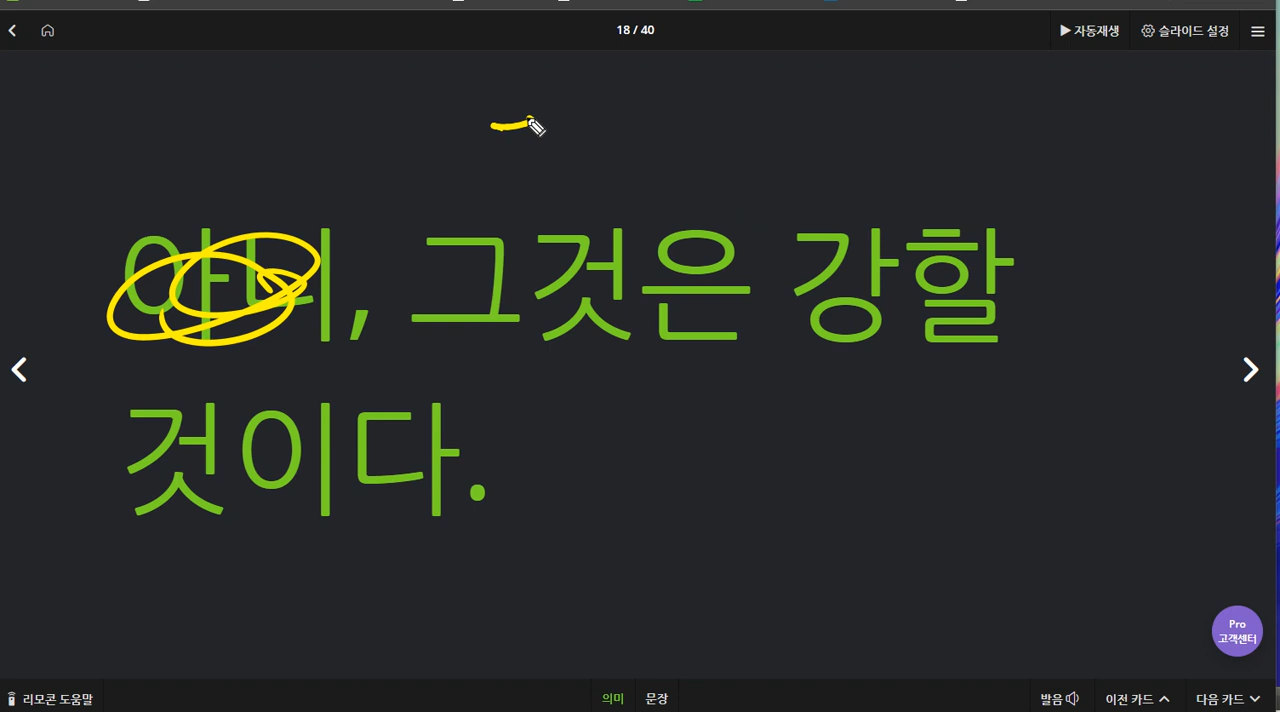 18 / 40
자동재생
슬라이드 설정
아니, 그것은 강할
것이다.
Pro
고객센터
리모콘 도움말
의미
문장
발음
이전 카드
다음 카드